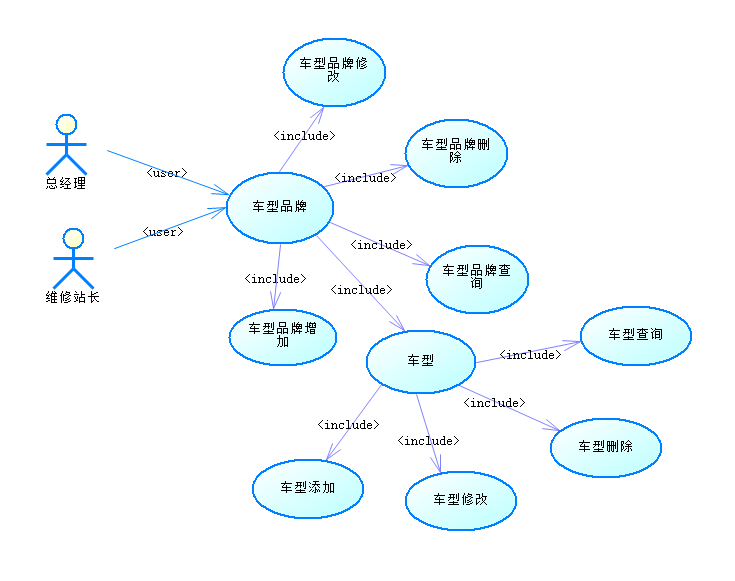 车型品牌修
改
<include>
车型品牌删
除
<include>
总经理
<user>
车型品牌
<user>
<include>
维修站长
车型品牌查
询
<include>
<include>
车型品牌增
加
车型
<include>
车型查询
<include>
<include>
<include>
车型删除
车型添加
车型修改